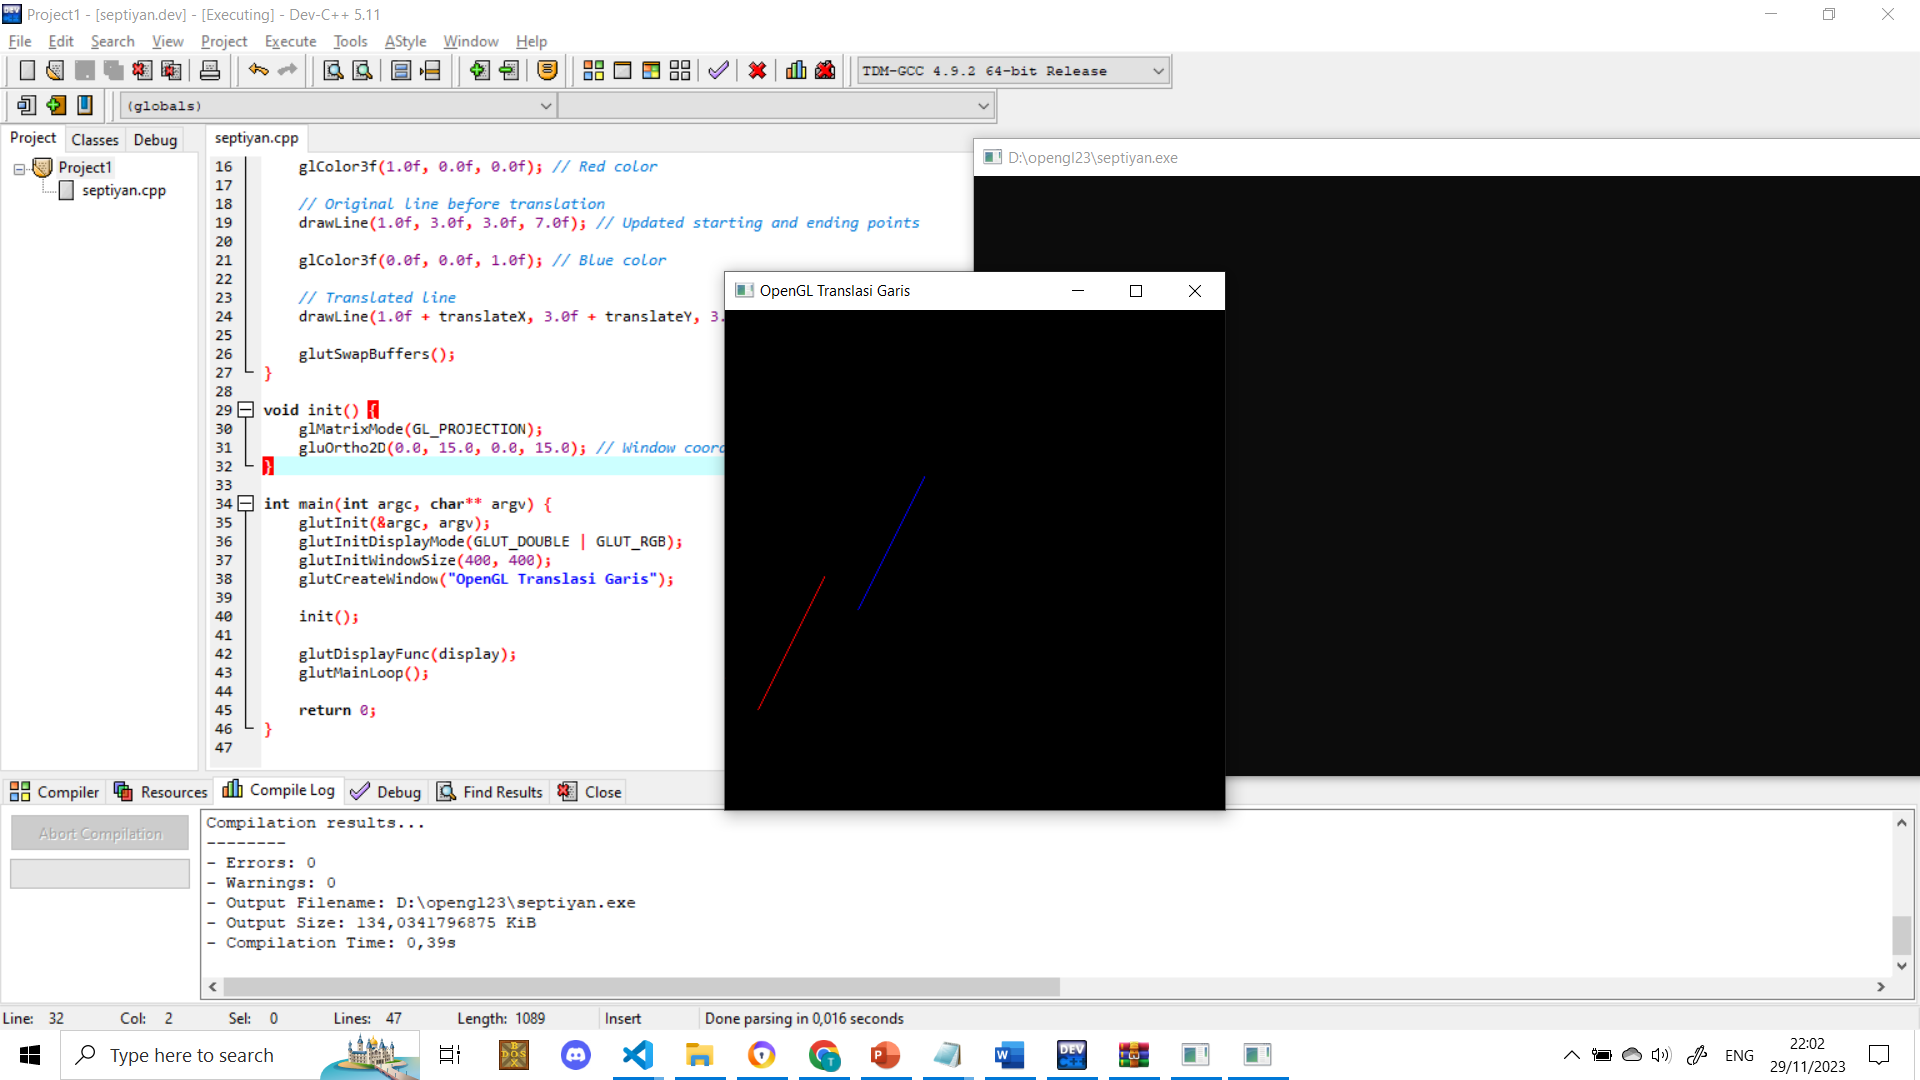 Project1 - [septiyan.dev] - [Executing] - Dev-C++ 5.11
File Edit Search View Project Execute Tools AStyle Window Help
TDM-GCC 4.9.2 64-bit Release
(globals)
Project Classes Debug
septiyan.cpp
Project1
septiyan.cpp
16 glColor3f(1.0f, 0.0f, 0.0f); // Red color
17
18 // Original line before translation
19 drawLine(1.0f, 3.0f, 3.0f, 7.0f); // Updated starting and ending points
20
21 glColor3f(0.0f, 0.0f, 1.0f); // Blue color
22
23 // Translated line
24 drawLine(1.0f + translateX, 3.0f + translateY, 3.
25
26 glutSwapBuffers();
27 }
28
29 void init() {
30 glMatrixMode(GL_PROJECTION);
31 gluOrtho2D(0.0, 15.0, 0.0, 15.0); // Window coord
32 }
33
34 int main(int argc, char** argv) {
35 glutInit(&argc, argv);
36 glutInitDisplayMode(GLUT_DOUBLE | GLUT_RGB);
37 glutInitWindowSize(400, 400);
38 glutCreateWindow("OpenGL Translasi Garis");
39
40 init();
41
42 glutDisplayFunc(display);
43 glutMainLoop();
44
45 return 0;
46 }
47
D:\opengl23\septiyan.exe
OpenGL Translasi Garis
Compiler Resources Compile Log Debug Find Results Close
Abort Compilation
Compilation results...
--------
- Errors: 0
- Warnings: 0
- Output Filename: D:\opengl23\septiyan.exe
- Output Size: 134,0341796875 KiB
- Compilation Time: 0,39s
Line: 32 Col: 2 Sel: 0 Lines: 47 Length: 1089 Insert Done parsing in 0,016 seconds
Type here to search
ENG
22:02
29/11/2023